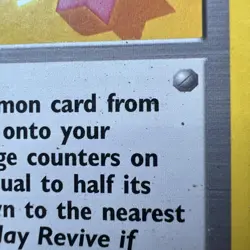 mon card from
onto your
ge counters on
ual to half its
n to the nearest
lay Revive if